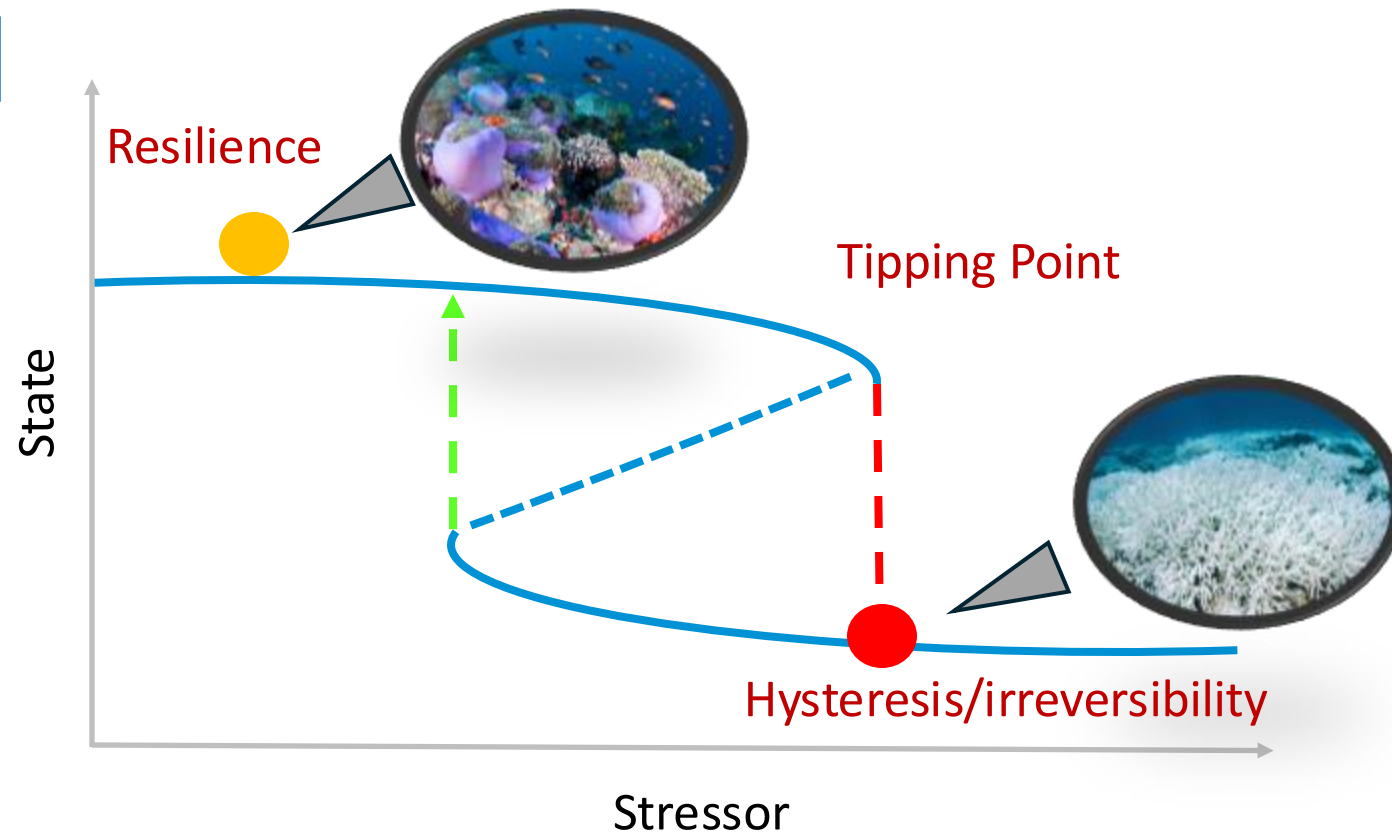 Resilience
Tipping Point
State
Hysteresis/irreversibility
Stressor